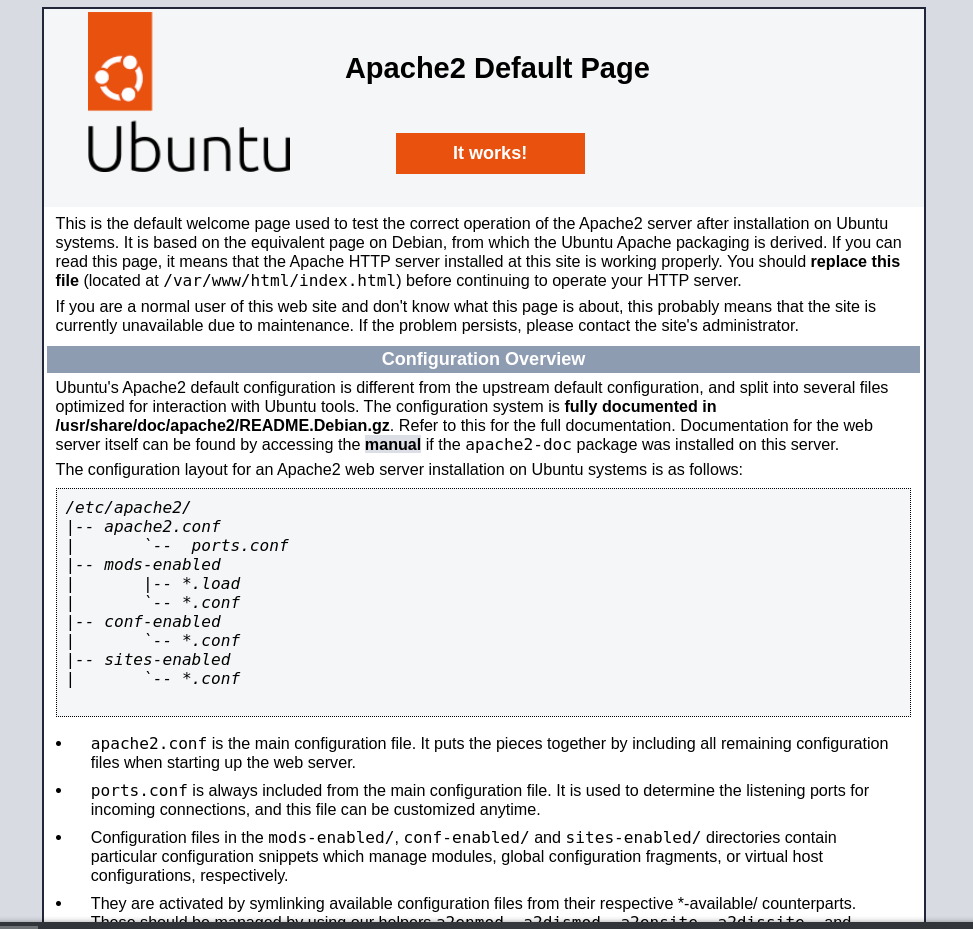 Ubuntu
Apache2 Default Page
It works!
This is the default welcome page used to test the correct operation of the Apache2 server after installation on Ubuntu
systems. It is based on the equivalent page on Debian, from which the Ubuntu Apache packaging is derived. If you can
read this page, it means that the Apache HTTP server installed at this site is working properly. You should replace this
file (located at /var/www/html/index.html) before continuing to operate your HTTP server.
If you are a normal user of this web site and don't know what this page is about, this probably means that the site is
currently unavailable due to maintenance. If the problem persists, please contact the site's administrator.
Configuration Overview
Ubuntu's Apache2 default configuration is different from the upstream default configuration, and split into several files
optimized for interaction with Ubuntu tools. The configuration system is fully documented in
/usr/share/doc/apache2/README.Debian.gz. Refer to this for the full documentation. Documentation for the web
server itself can be found by accessing the manual if the apache2-doc package was installed on this server.
The configuration layout for an Apache2 web server installation on Ubuntu systems is as follows:
/etc/apache2/
|-- apache2.conf
|       `--  ports.conf
|-- mods-enabled
|       |-- *.load
|       `-- *.conf
|-- conf-enabled
|       `-- *.conf
|-- sites-enabled
|       `-- *.conf
• apache2.conf is the main configuration file. It puts the pieces together by including all remaining configuration
files when starting up the web server.
• ports.conf is always included from the main configuration file. It is used to determine the listening ports for
incoming connections, and this file can be customized anytime.
• Configuration files in the mods-enabled/, conf-enabled/ and sites-enabled/ directories contain
particular configuration snippets which manage modules, global configuration fragments, or virtual host
configurations, respectively.
• They are activated by symlinking available configuration files from their respective *-available/ counterparts.
These should be managed by using our helpers a2enmod, a2dismod, a2ensite, a2dissite, and